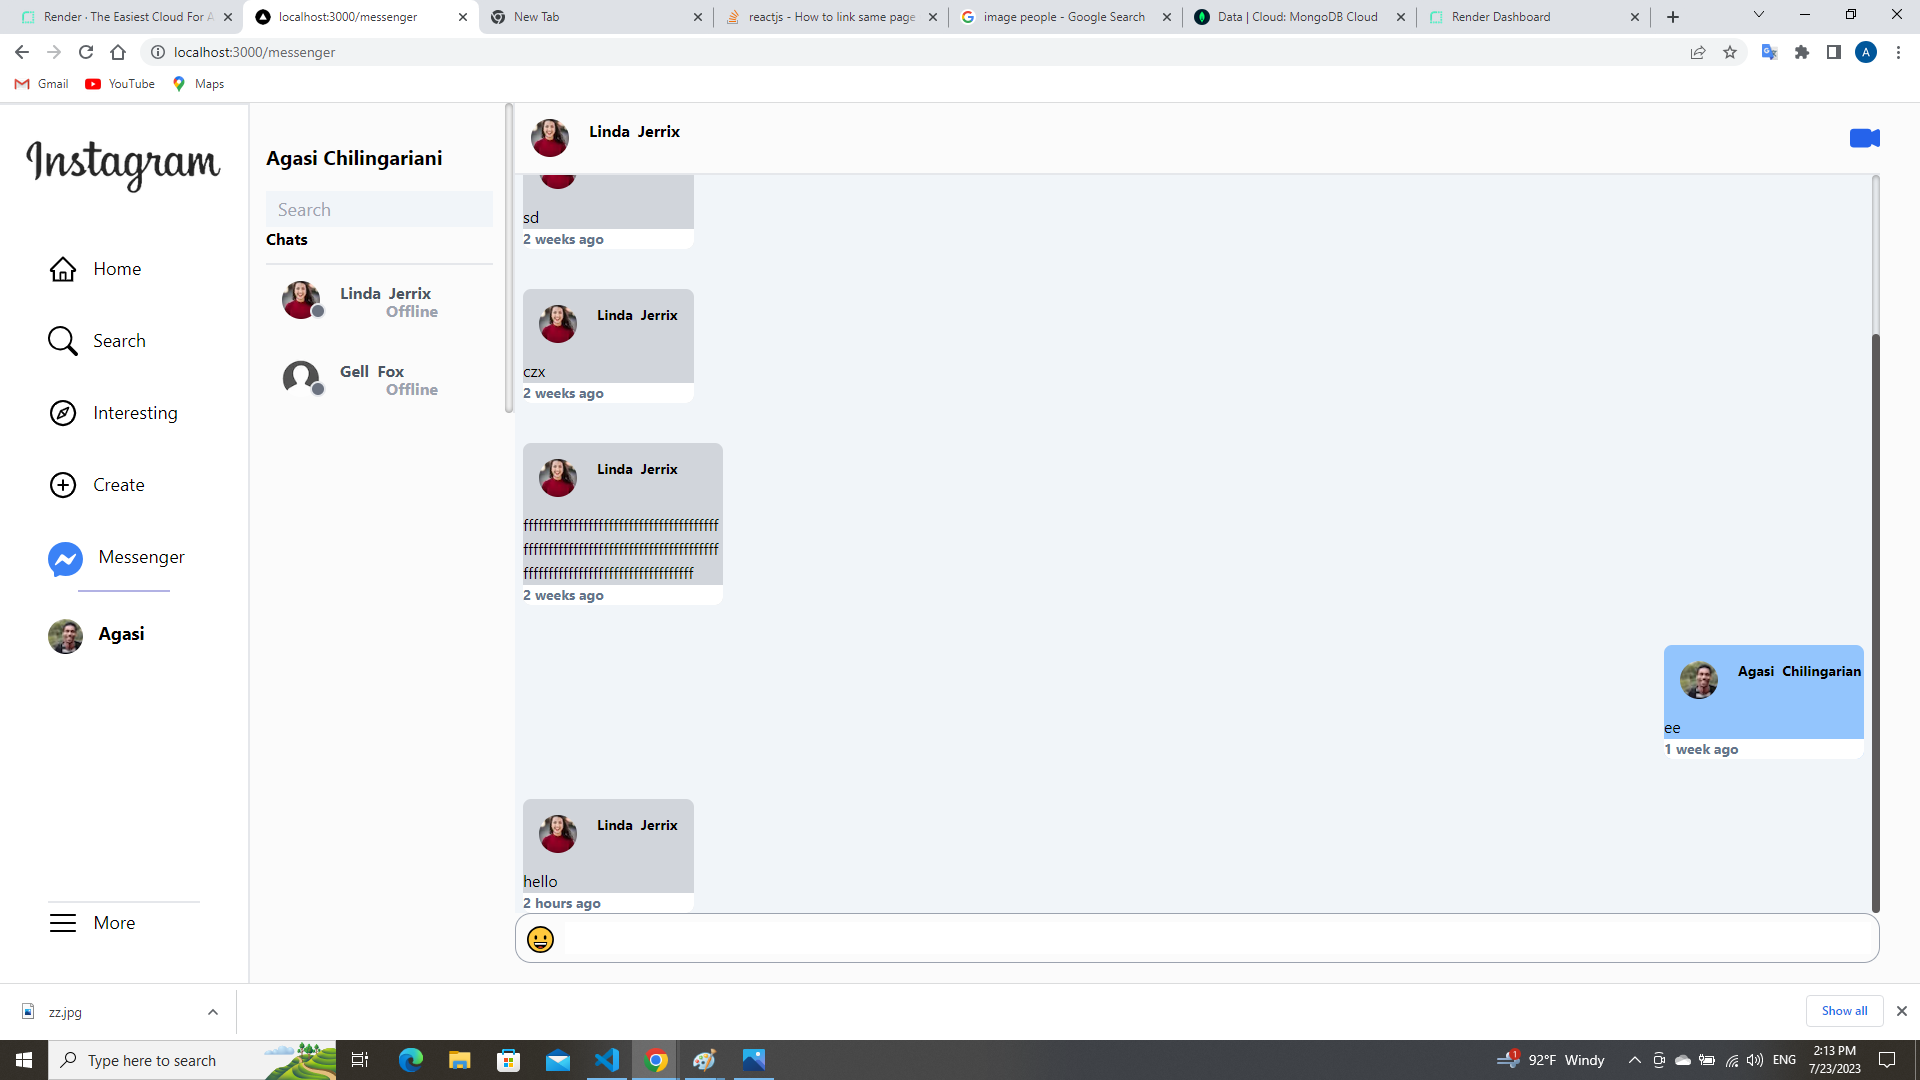 Render · The Easiest Cloud For A
localhost:3000/messenger
New Tab
reactjs - How to link same page
image people - Google Search
Data | Cloud: MongoDB Cloud
Render Dashboard
localhost:3000/messenger
A
Gmail
YouTube
Maps
Instagram
Home
Search
Interesting
Create
Messenger
Agasi
More
Agasi Chilingariani
Search
Chats
Linda Jerrix
Offline
Gell Fox
Offline
Linda Jerrix
sd
2 weeks ago
Linda Jerrix
czx
2 weeks ago
Linda Jerrix
fffffffffffffffffffffffffffffffffffffff
fffffffffffffffffffffffffffffffffffffff
ffffffffffffffffffffffffffffffffff
2 weeks ago
Agasi Chilingarian
ee
1 week ago
Linda Jerrix
hello
2 hours ago
zz.jpg
Show all
Type here to search
1
92°F Windy
ENG
2:13 PM
7/23/2023